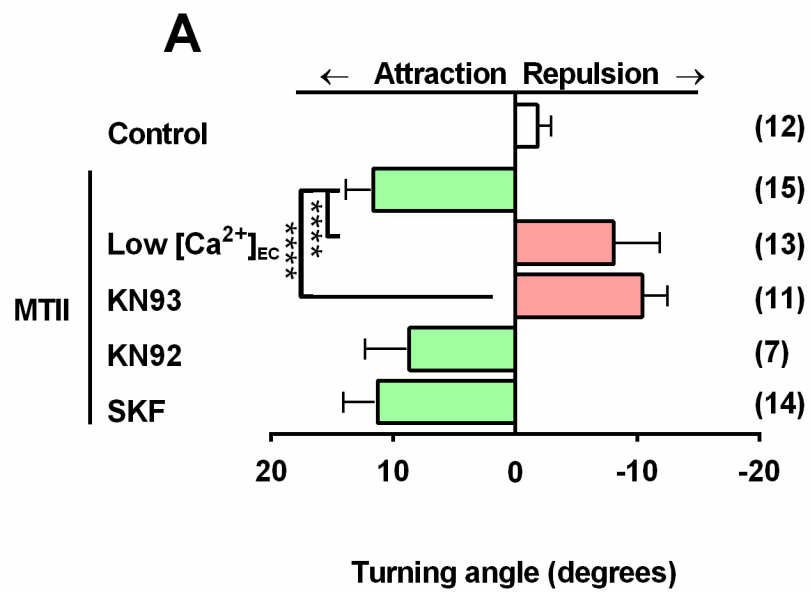 A
← Attraction Repulsion →
Control (12)
(15)
Low [Ca²⁺]EC **** **** (13)
MTII
KN93 (11)
KN92 (7)
SKF (14)
20 10 0 -10 -20
Turning angle (degrees)